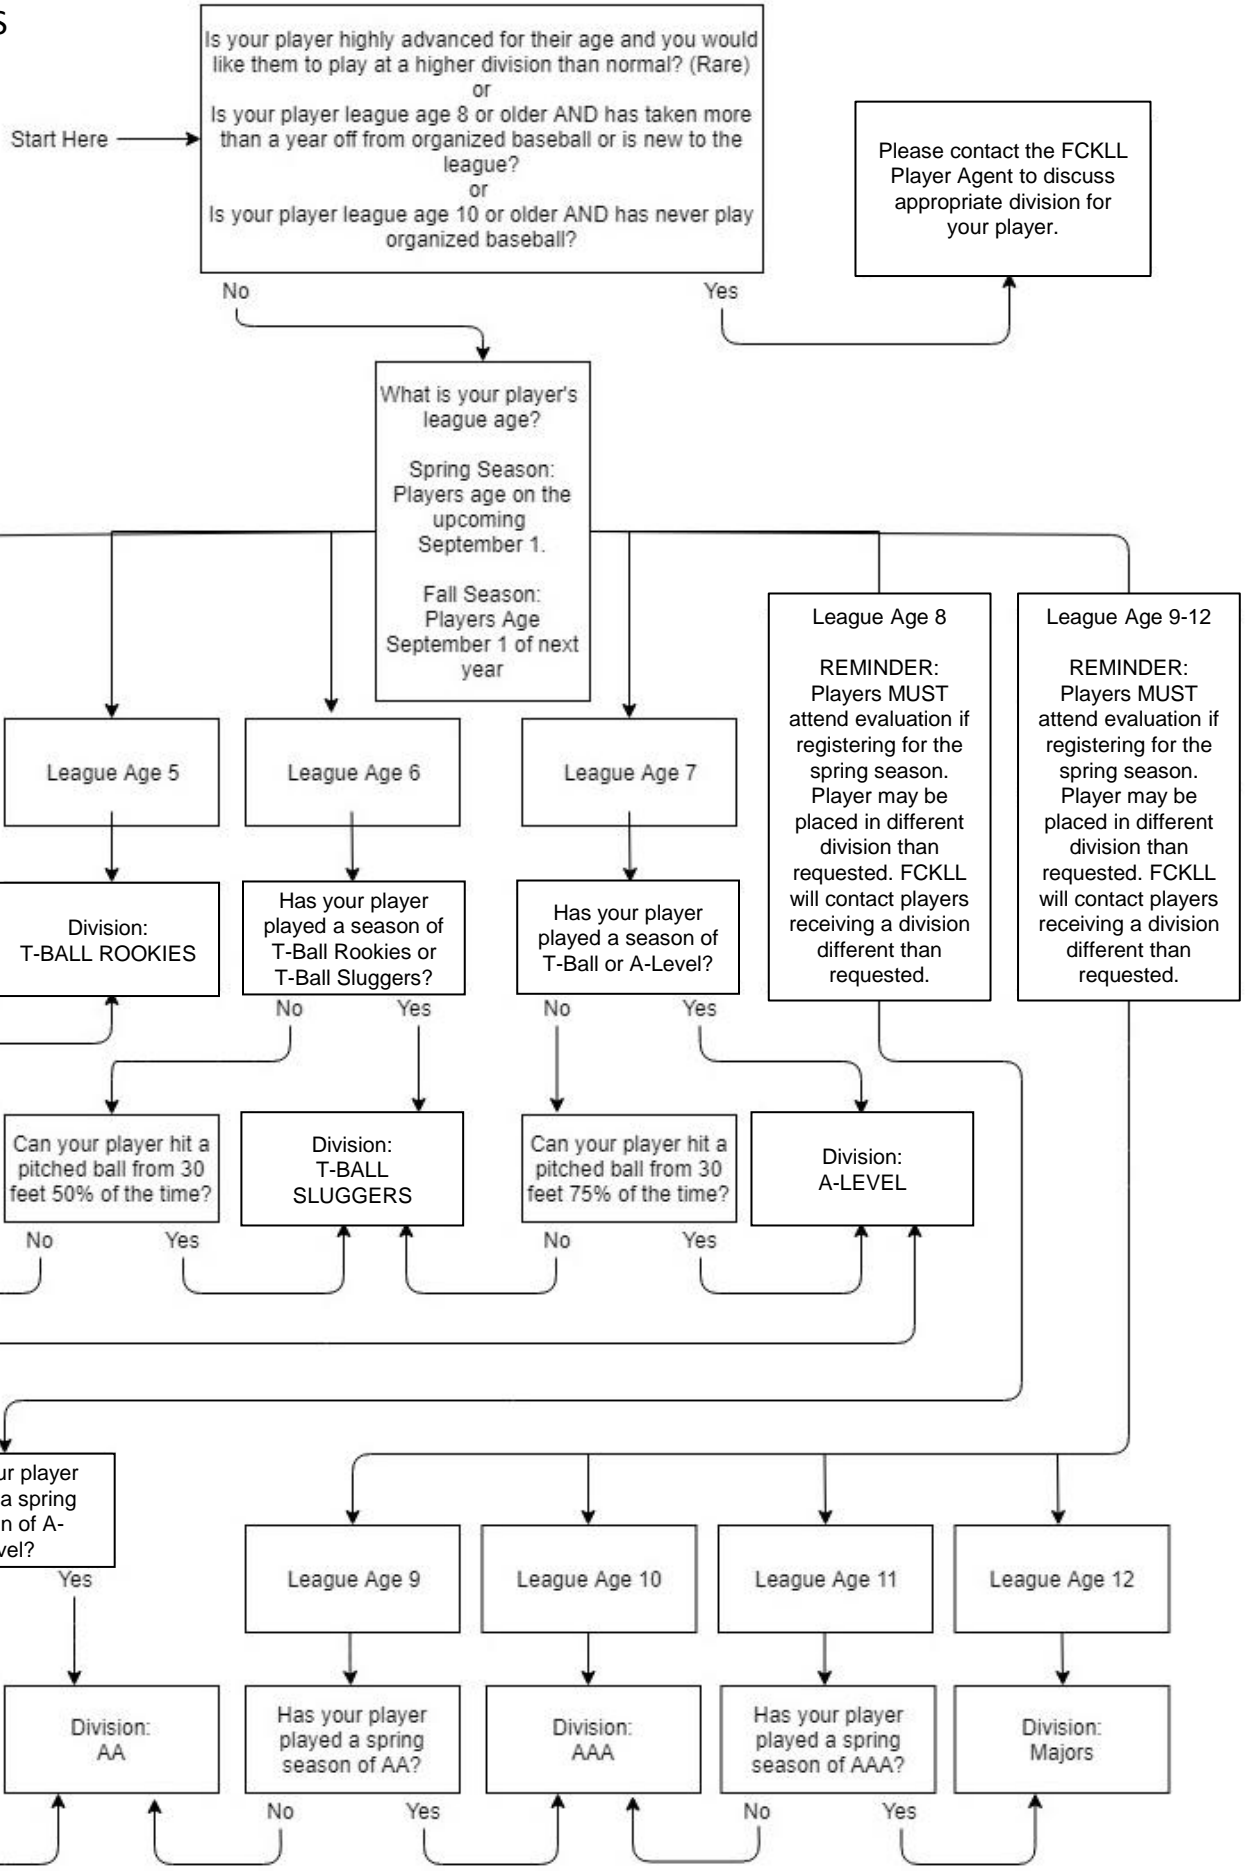 S
Is your player highly advanced for their age and you would
like them to play at a higher division than normal? (Rare)
or
Is your player league age 8 or older AND has taken more
than a year off from organized baseball or is new to the
league?
or
Is your player league age 10 or older AND has never play
organized baseball?
Start Here
Please contact the FCKLL
Player Agent to discuss
appropriate division for
your player.
No
Yes
What is your player's
league age?
Spring Season:
Players age on the
upcoming
September 1.
Fall Season:
Players Age
September 1 of next
year
League Age 5
League Age 6
League Age 7
League Age 8
REMINDER:
Players MUST
attend evaluation if
registering for the
spring season.
Player may be
placed in different
division than
requested. FCKLL
will contact players
receiving a division
different than
requested.
League Age 9-12
REMINDER:
Players MUST
attend evaluation if
registering for the
spring season.
Player may be
placed in different
division than
requested. FCKLL
will contact players
receiving a division
different than
requested.
Division:
T-BALL ROOKIES
Has your player
played a season of
T-Ball Rookies or
T-Ball Sluggers?
Has your player
played a season of
T-Ball or A-Level?
No
Yes
No
Yes
Can your player hit a
pitched ball from 30
feet 50% of the time?
Division:
T-BALL
SLUGGERS
Can your player hit a
pitched ball from 30
feet 75% of the time?
Division:
A-LEVEL
No
Yes
No
Yes
ur player
a spring
n of A-
vel?
Yes
League Age 9
League Age 10
League Age 11
League Age 12
Division:
AA
Has your player
played a spring
season of AA?
Division:
AAA
Has your player
played a spring
season of AAA?
Division:
Majors
No
Yes
No
Yes